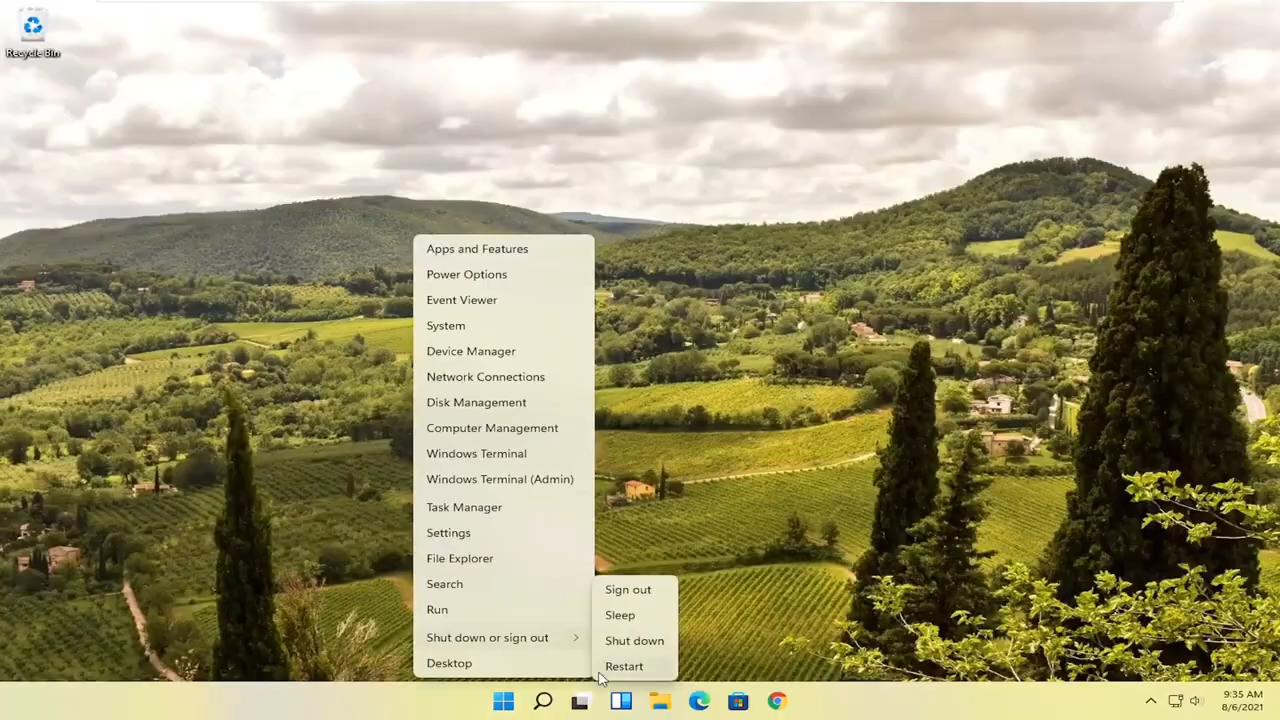 Recycle Bin
Apps and Features
Power Options
Event Viewer
System
Device Manager
Network Connections
Disk Management
Computer Management
Windows Terminal
Windows Terminal (Admin)
Task Manager
Settings
File Explorer
Search
Run
Shut down or sign out
Desktop
Sign out
Sleep
Shut down
Restart
9:35 AM
8/6/2021